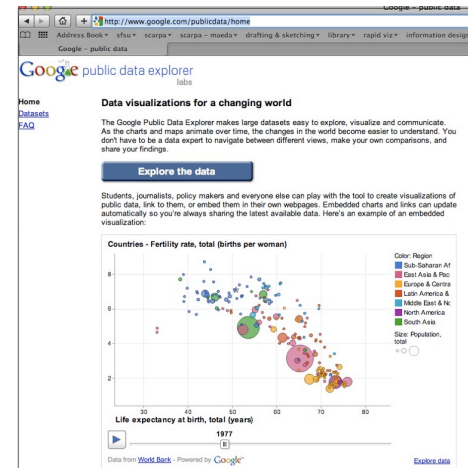 Google - public data
http://www.google.com/publicdata/home
Address Book sfsu scarpa scarpa - maeda drafting & sketching library rapid viz information desig
Google - public data
Google public data explorer
labs
Home
Datasets
FAQ
Data visualizations for a changing world
The Google Public Data Explorer makes large datasets easy to explore, visualize and communicate.
As the charts and maps animate over time, the changes in the world become easier to understand. You
don't have to be a data expert to navigate between different views, make your own comparisons, and
share your findings.
Explore the data
Students, journalists, policy makers and everyone else can play with the tool to create visualizations of
public data, link to them, or embed them in their own webpages. Embedded charts and links can update
automatically so you're always sharing the latest available data. Here's an example of an embedded
visualization:
Countries - Fertility rate, total (births per woman)
Color: Region
Sub-Saharan Af
East Asia & Pac
Europe & Centra
Latin America &
Middle East & Nc
North America
South Asia
Size: Population,
total
8
6
4
2
30 40 50 60 70 80
Life expectancy at birth, total (years)
1977
Data from World Bank - Powered by Google
Explore data